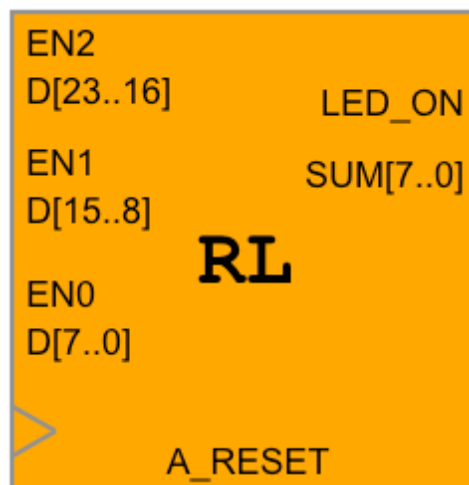 EN2
D[23..16]
LED_ON
EN1
SUM[7..0]
D[15..8]
RL
EN0
D[7..0]
A_RESET